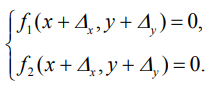 f₁(x + Δₓ, y + Δᵧ) = 0,
f₂(x + Δₓ, y + Δᵧ) = 0.